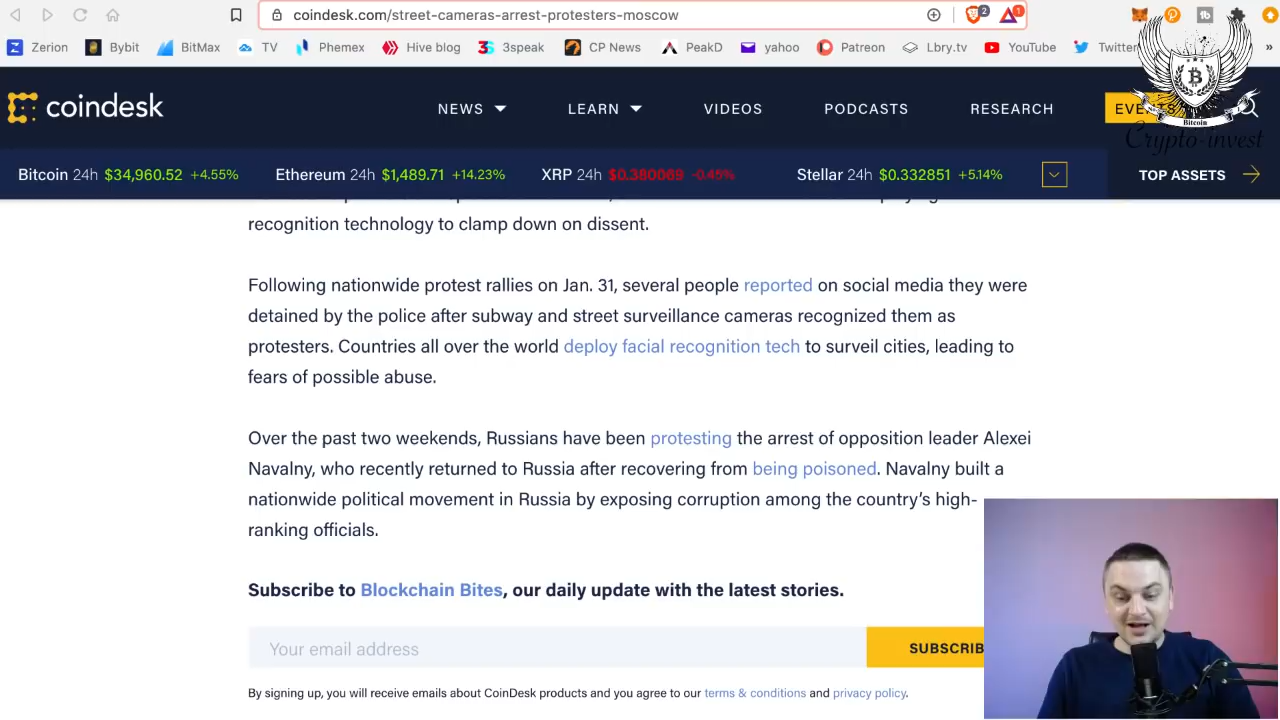 coindesk.com/street-cameras-arrest-protesters-moscow
2
1
Zerion Bybit BitMax TV Phemex Hive blog 3speak CP News PeakD yahoo Patreon Lbry.tv YouTube Twitter »
coindesk NEWS LEARN VIDEOS PODCASTS RESEARCH
Bitcoin
Crypto-invest
Bitcoin 24h $34,960.52 +4.55% Ethereum 24h $1,489.71 +14.23% XRP 24h $0.380069 -0.45% Stellar 24h $0.332851 +5.14% TOP ASSETS
recognition technology to clamp down on dissent.
Following nationwide protest rallies on Jan. 31, several people reported on social media they were
detained by the police after subway and street surveillance cameras recognized them as
protesters. Countries all over the world deploy facial recognition tech to surveil cities, leading to
fears of possible abuse.
Over the past two weekends, Russians have been protesting the arrest of opposition leader Alexei
Navalny, who recently returned to Russia after recovering from being poisoned. Navalny built a
nationwide political movement in Russia by exposing corruption among the country's high-
ranking officials.
Subscribe to Blockchain Bites, our daily update with the latest stories.
Your email address SUBSCRIB
By signing up, you will receive emails about CoinDesk products and you agree to our terms & conditions and privacy policy.